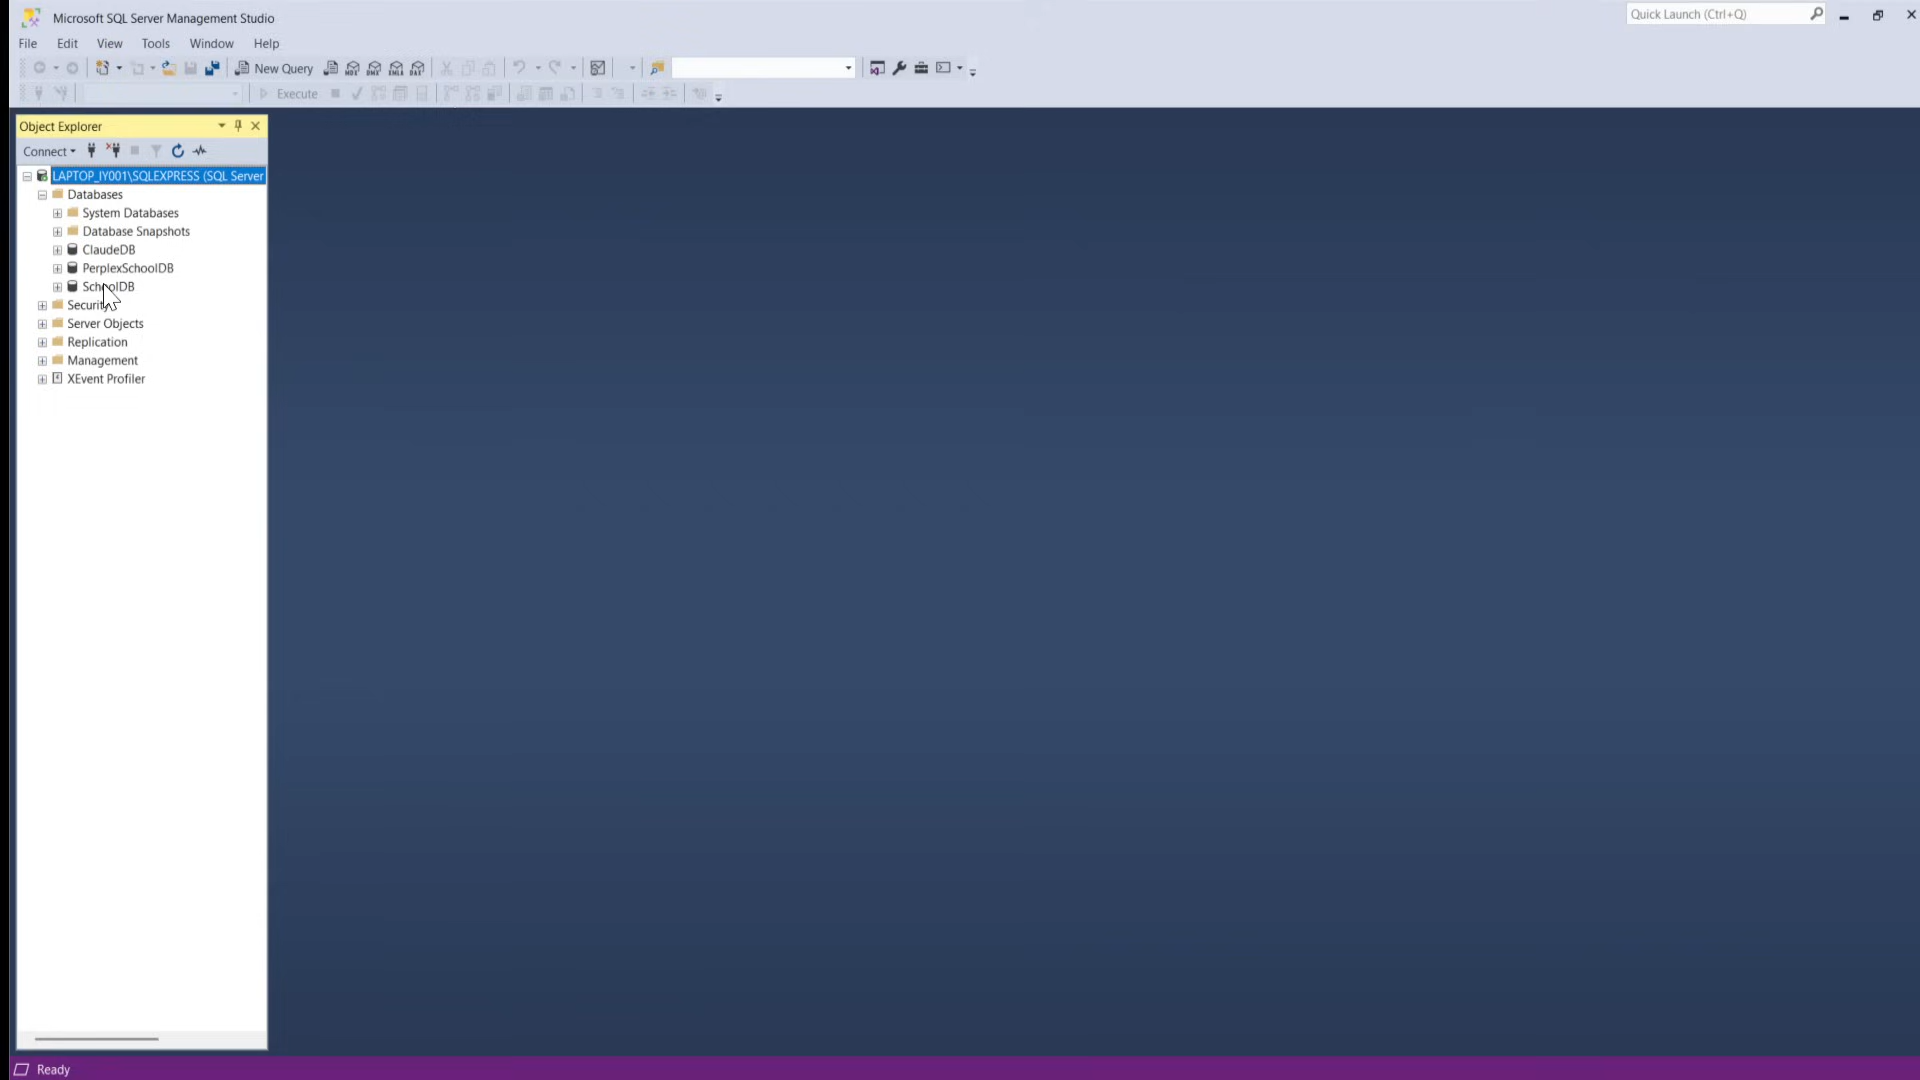 Microsoft SQL Server Management Studio
Quick Launch (Ctrl+Q)
File Edit View Tools Window Help
New Query
Execute
Object Explorer
Connect
LAPTOP_IY001\SQLEXPRESS (SQL Server
Databases
System Databases
Database Snapshots
ClaudeDB
PerplexSchoolDB
SchoolDB
Security
Server Objects
Replication
Management
XEvent Profiler
Ready